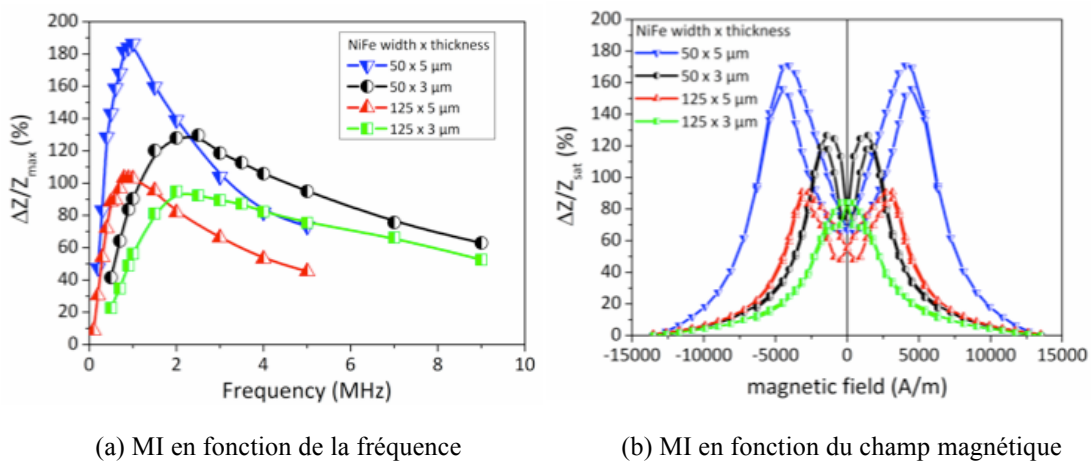 200
180
160
140
120
100
80
60
40
20
0
ΔZ/Z_max (%)
NiFe width x thickness
50 x 5 µm
50 x 3 µm
125 x 5 µm
125 x 3 µm
0 2 4 6 8 10
Frequency (MHz)
(a) MI en fonction de la fréquence
200
180
160
140
120
100
80
60
40
20
0
ΔZ/Z_sat (%)
NiFe width x thickness
50 x 5 µm
50 x 3 µm
125 x 5 µm
125 x 3 µm
-15000 -10000 -5000 0 5000 10000 15000
magnetic field (A/m)
(b) MI en fonction du champ magnétique